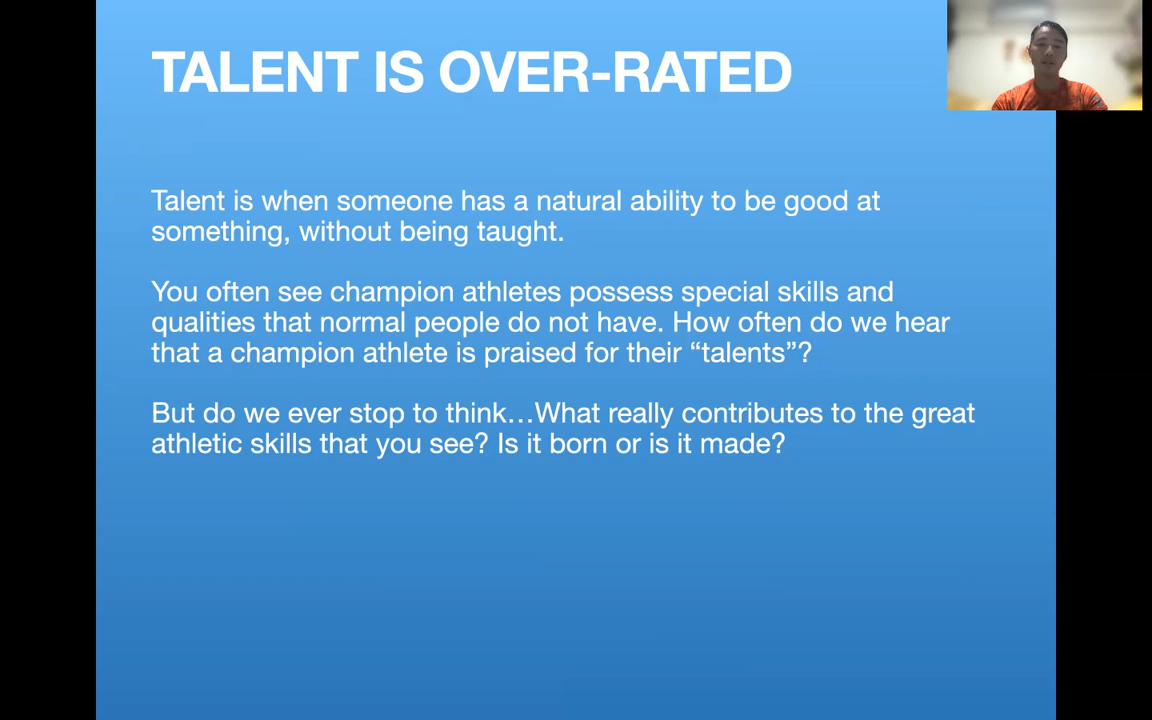 TALENT IS OVER-RATED
Talent is when someone has a natural ability to be good at
something, without being taught.
You often see champion athletes possess special skills and
qualities that normal people do not have. How often do we hear
that a champion athlete is praised for their “talents”?
But do we ever stop to think…What really contributes to the great
athletic skills that you see? Is it born or is it made?